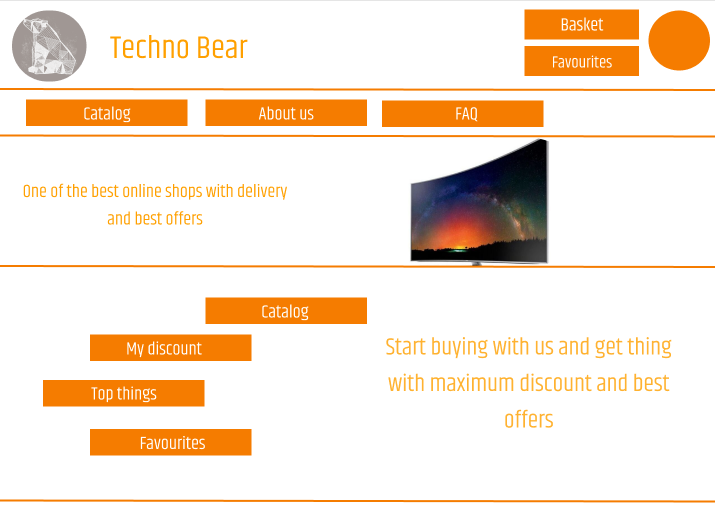 Techno Bear
Basket
Favourites
Catalog
About us
FAQ
One of the best online shops with delivery
and best offers
Catalog
My discount
Top things
Favourites
Start buying with us and get thing
with maximum discount and best
offers